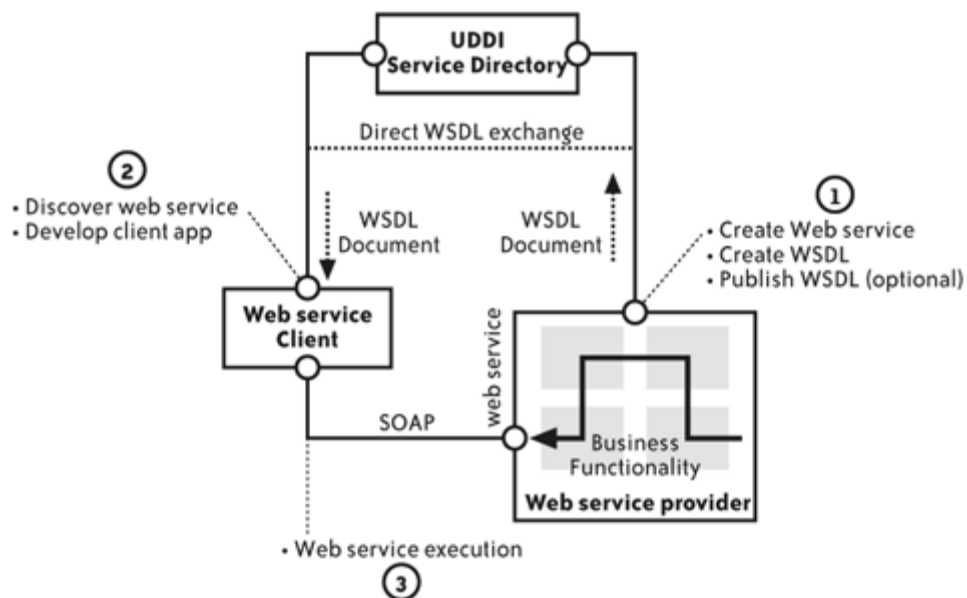 UDDI
Service Directory
Direct WSDL exchange
2
• Discover web service
• Develop client app
WSDL
Document
WSDL
Document
1
• Create Web service
• Create WSDL
• Publish WSDL (optional)
Web service
Client
web service
SOAP
Business
Functionality
Web service provider
• Web service execution
3